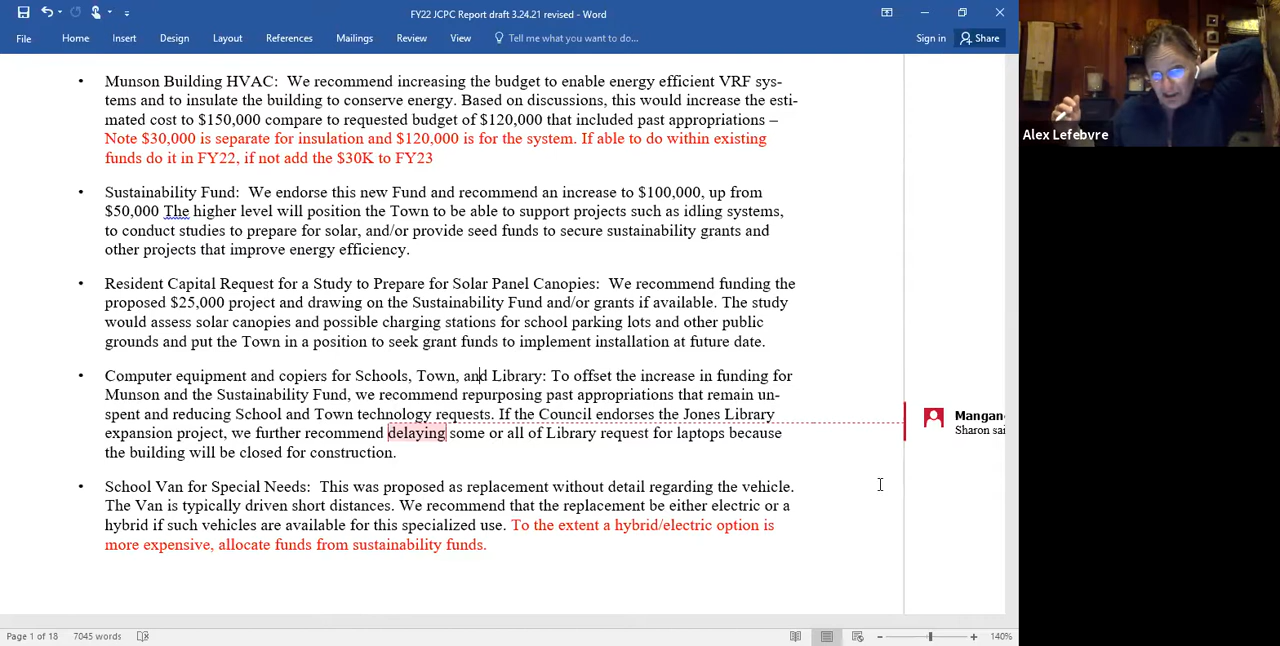 FY22 JCPC Report draft 3.24.21 revised - Word
File Home Insert Design Layout References Mailings Review View Tell me what you want to do... Sign in Share
Alex Lefebvre
• Munson Building HVAC: We recommend increasing the budget to enable energy efficient VRF sys-
tems and to insulate the building to conserve energy. Based on discussions, this would increase the esti-
mated cost to $150,000 compare to requested budget of $120,000 that included past appropriations –
Note $30,000 is separate for insulation and $120,000 is for the system. If able to do within existing
funds do it in FY22, if not add the $30K to FY23
• Sustainability Fund: We endorse this new Fund and recommend an increase to $100,000, up from
$50,000 The higher level will position the Town to be able to support projects such as idling systems,
to conduct studies to prepare for solar, and/or provide seed funds to secure sustainability grants and
other projects that improve energy efficiency.
• Resident Capital Request for a Study to Prepare for Solar Panel Canopies: We recommend funding the
proposed $25,000 project and drawing on the Sustainability Fund and/or grants if available. The study
would assess solar canopies and possible charging stations for school parking lots and other public
grounds and put the Town in a position to seek grant funds to implement installation at future date.
• Computer equipment and copiers for Schools, Town, and Library: To offset the increase in funding for
Munson and the Sustainability Fund, we recommend repurposing past appropriations that remain un-
spent and reducing School and Town technology requests. If the Council endorses the Jones Library
expansion project, we further recommend delaying some or all of Library request for laptops because
the building will be closed for construction.
Mangan
Sharon sai
• School Van for Special Needs: This was proposed as replacement without detail regarding the vehicle.
The Van is typically driven short distances. We recommend that the replacement be either electric or a
hybrid if such vehicles are available for this specialized use. To the extent a hybrid/electric option is
more expensive, allocate funds from sustainability funds.
Page 1 of 18 7045 words 140%